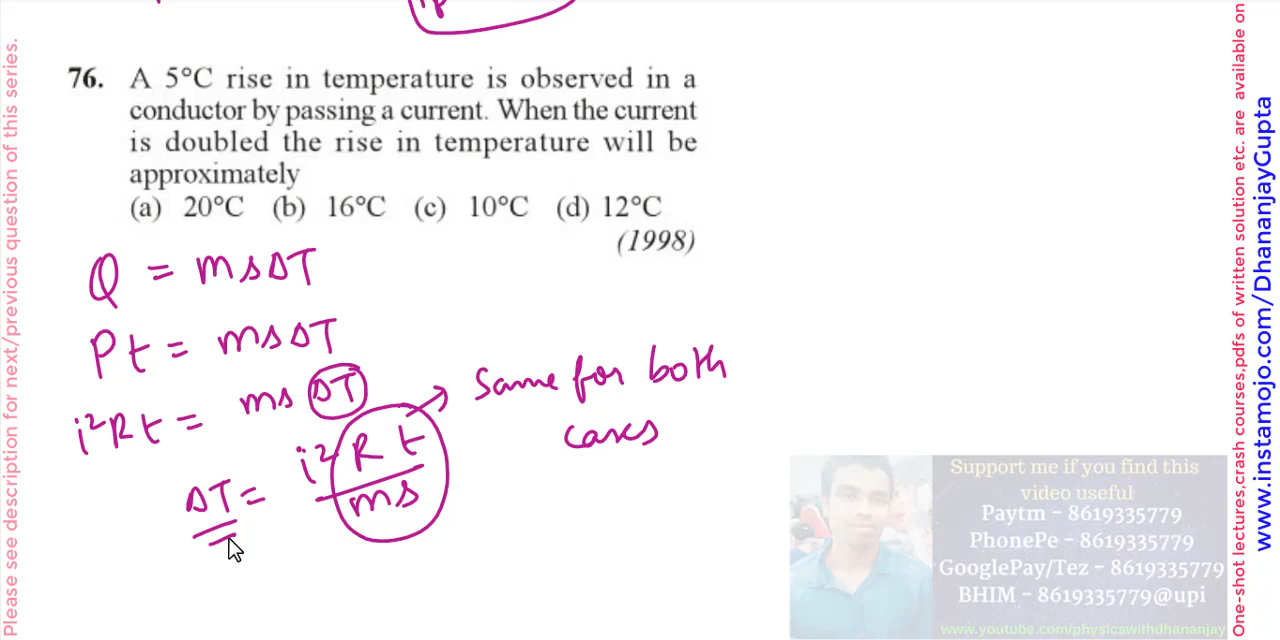 76. A 5°C rise in temperature is observed in a
conductor by passing a current. When the current
is doubled the rise in temperature will be
approximately
(a) 20°C (b) 16°C (c) 10°C (d) 12°C
(1998)
Q = msΔT
Pt = msΔT
i²Rt = msΔT
Same for both
cases
ΔT = i²Rt
ms
Support me if you find this
video useful
Paytm – 8619335779
PhonePe – 8619335779
GooglePay/Tez – 8619335779
BHIM – 8619335779@upi
www.youtube.com/physicswithdhananjay
Please see description for next/previous question of this series.
One-shot lectures,crash courses,pdfs of written solution etc. are available on
www.instamojo.com/DhananjayGupta